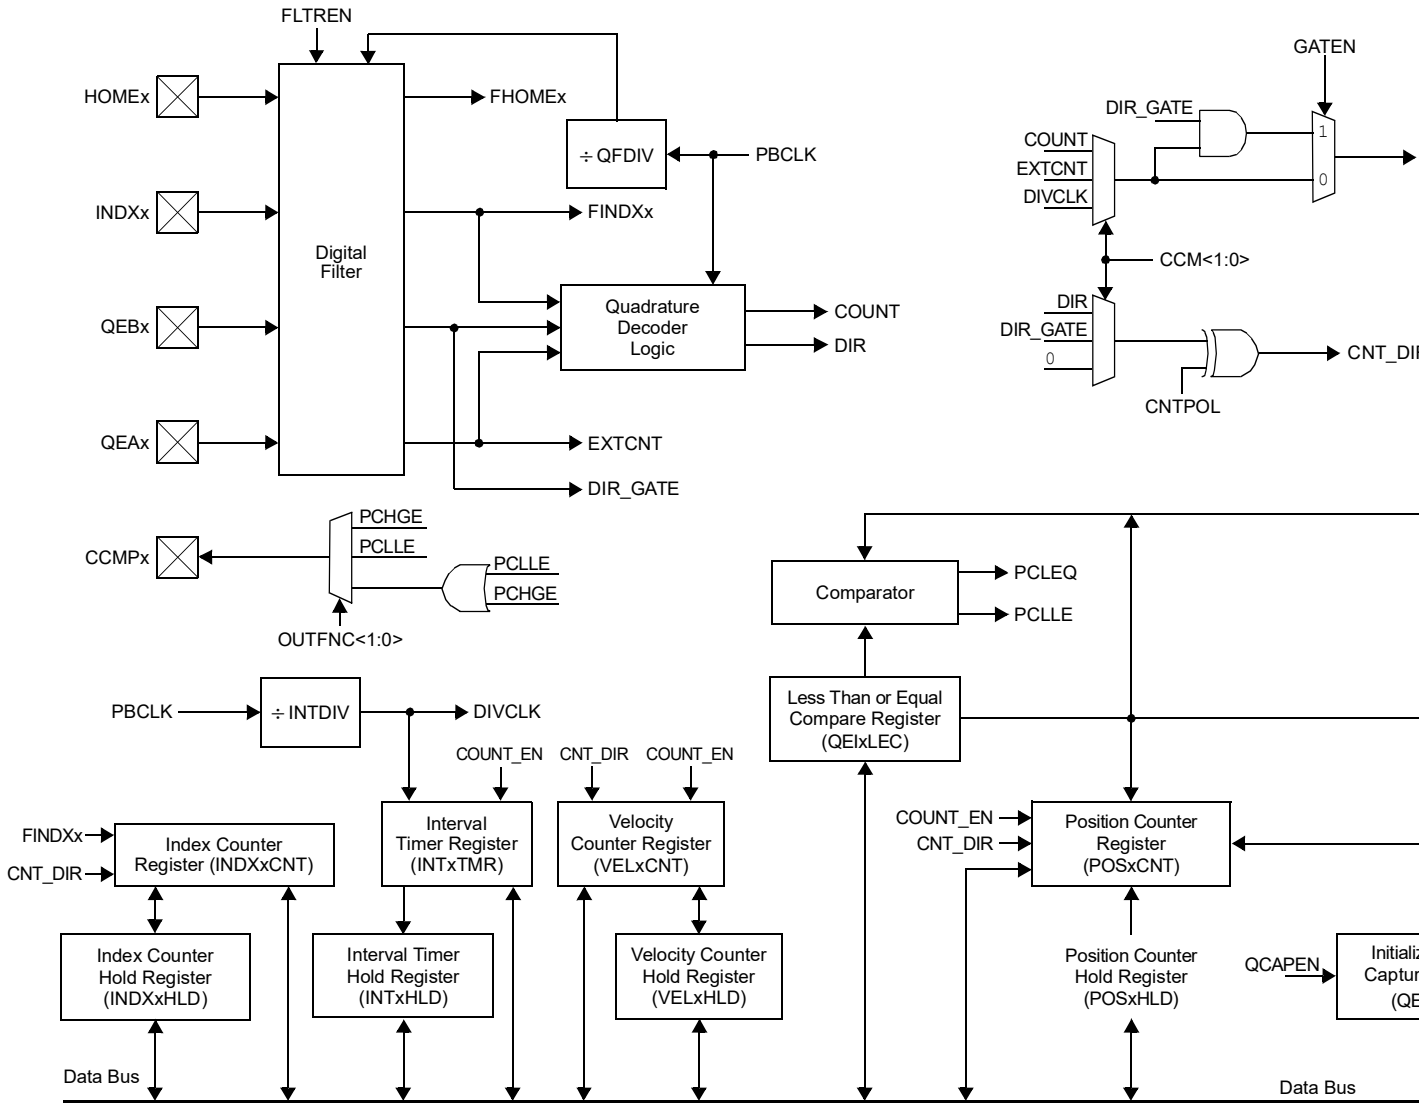 FLTREN
GATEN
HOMEx
FHOMEx
DIR_GATE
1
COUNT
÷ QFDIV
PBCLK
EXTCNT
0
DIVCLK
INDXx
FINDXx
Digital
Filter
CCM<1:0>
QEBx
Quadrature
Decoder
Logic
COUNT
DIR
DIR
DIR_GATE
0
CNT_DI
CNTPOL
QEAx
EXTCNT
DIR_GATE
CCMPx
PCHGE
PCLLE
PCLLE
PCHGE
OUTFNC<1:0>
Comparator
PCLEQ
PCLLE
PBCLK
÷ INTDIV
DIVCLK
Less Than or Equal
Compare Register
(QEIxLEC)
COUNT_EN
CNT_DIR
COUNT_EN
FINDXx
CNT_DIR
Index Counter
Register (INDXxCNT)
Interval
Timer Register
(INTxTMR)
Velocity
Counter Register
(VELxCNT)
COUNT_EN
CNT_DIR
Position Counter
Register
(POSxCNT)
Index Counter
Hold Register
(INDXxHLD)
Interval Timer
Hold Register
(INTxHLD)
Velocity Counter
Hold Register
(VELxHLD)
Position Counter
Hold Register
(POSxHLD)
QCAPEN
Initializ
Captur
(QE
Data Bus
Data Bus